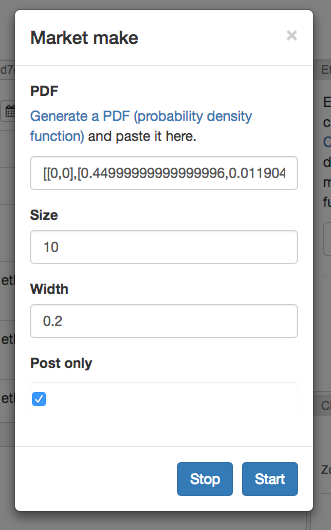 Market make
×
PDF
Generate a PDF (probability density
function) and paste it here.
[[0,0],[0.44999999999999996,0.011904
Size
10
Width
0.2
Post only
Stop
Start